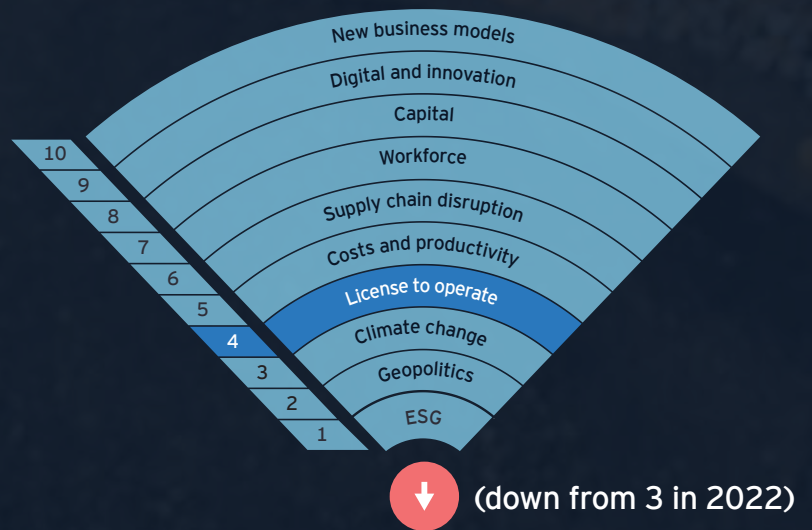 New business models
Digital and innovation
Capital
Workforce
Supply chain disruption
Costs and productivity
License to operate
Climate change
Geopolitics
ESG
10
9
8
7
6
5
4
3
2
1
(down from 3 in 2022)